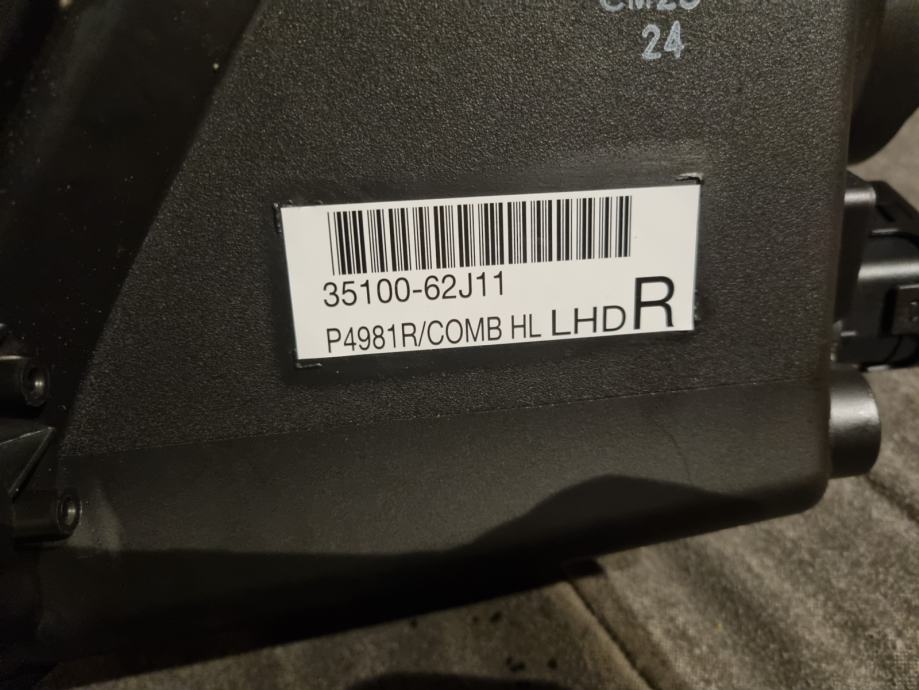 24
35100-62J11
P4981R/COMB HL LHD R